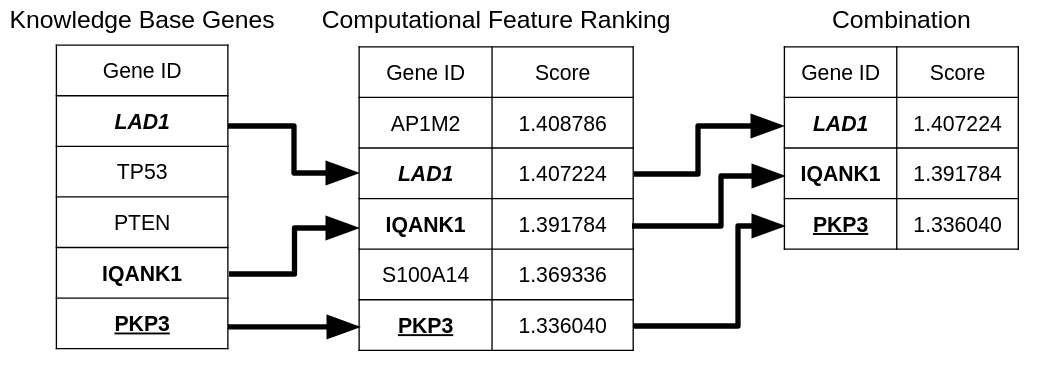 Knowledge Base Genes
Gene ID
LAD1
TP53
PTEN
IQANK1
PKP3
Computational Feature Ranking
Gene ID Score
AP1M2 1.408786
LAD1 1.407224
IQANK1 1.391784
S100A14 1.369336
PKP3 1.336040
Combination
Gene ID Score
LAD1 1.407224
IQANK1 1.391784
PKP3 1.336040